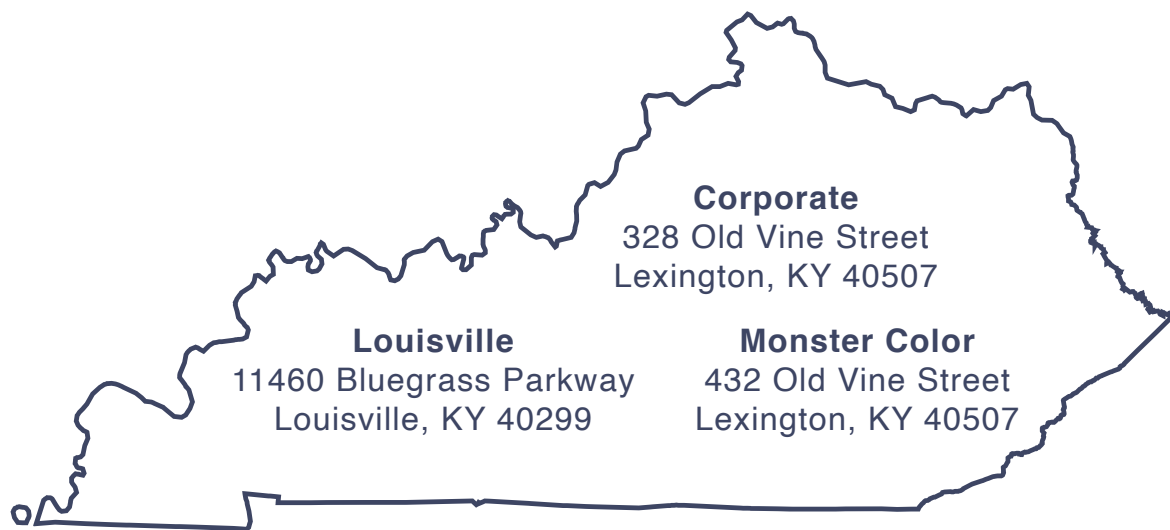 Corporate
328 Old Vine Street
Lexington, KY 40507
Louisville
11460 Bluegrass Parkway
Louisville, KY 40299
Monster Color
432 Old Vine Street
Lexington, KY 40507